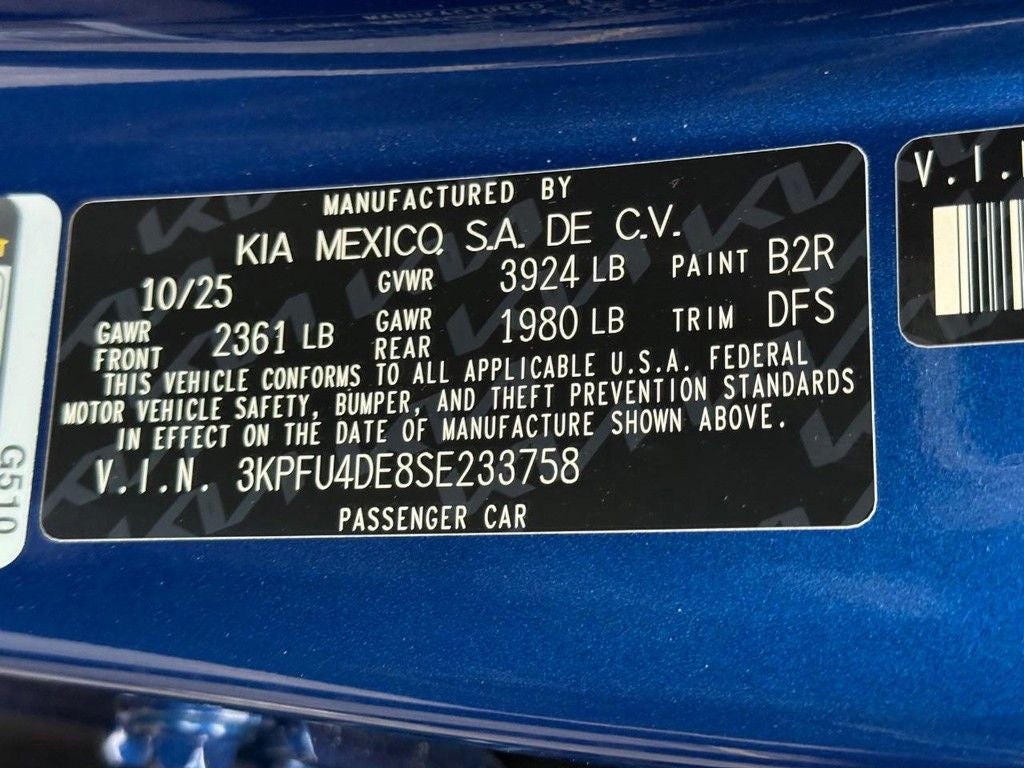 MANUFACTURED BY
KIA MEXICO, S.A. DE C.V.
10/25 GVWR 3924 LB PAINT B2R
GAWR FRONT 2361 LB GAWR REAR 1980 LB TRIM DFS
THIS VEHICLE CONFORMS TO ALL APPLICABLE U.S.A. FEDERAL
MOTOR VEHICLE SAFETY, BUMPER, AND THEFT PREVENTION STANDARDS
IN EFFECT ON THE DATE OF MANUFACTURE SHOWN ABOVE.
V.I.N. 3KPFU4DE8SE233758
PASSENGER CAR
V.I.
G510